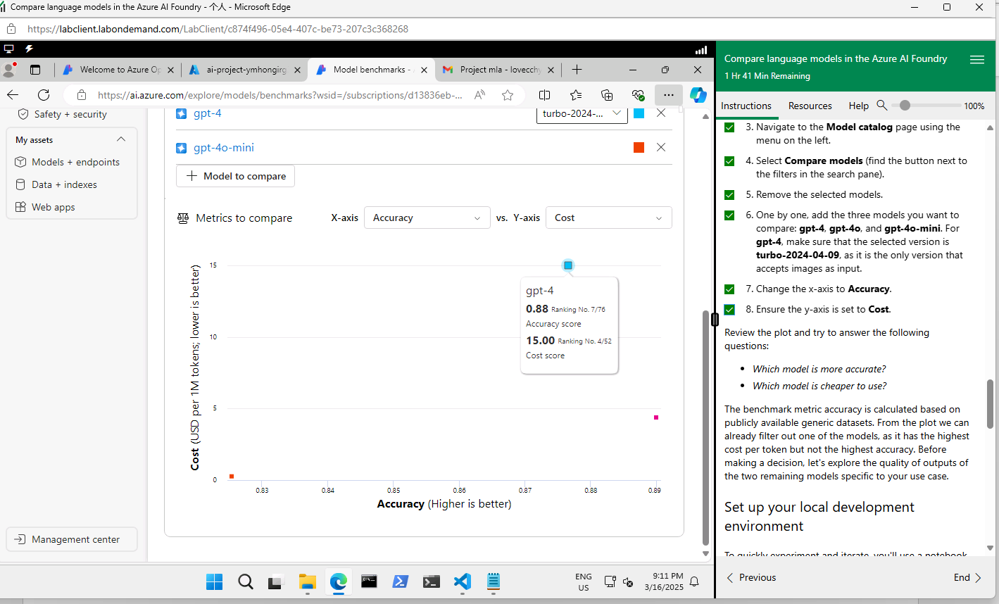 Compare language models in the Azure AI Foundry - 个人 - Microsoft Edge
https://labclient.labondemand.com/LabClient/c874f496-05e4-407c-be73-207c3c368268
Welcome to Azure Op
ai-project-ymhongirg
Model benchmarks -
Project mla - lovecchy
https://ai.azure.com/explore/models/benchmarks?wsid=/subscriptions/d13836eb-...
Safety + security
My assets
Models + endpoints
Data + indexes
Web apps
Management center
gpt-4
turbo-2024-...
gpt-4o-mini
Model to compare
Metrics to compare
X-axis
Accuracy
vs. Y-axis
Cost
Cost (USD per 1M tokens; lower is better)
15
10
5
0
gpt-4
0.88 Ranking No. 7/76
Accuracy score
15.00 Ranking No. 4/52
Cost score
0.83
0.84
0.85
0.86
0.87
0.88
0.89
Accuracy (Higher is better)
ENG
US
9:11 PM
3/16/2025
Compare language models in the Azure AI Foundry
1 Hr 41 Min Remaining
Instructions
Resources
Help
100%
3. Navigate to the Model catalog page using the
menu on the left.
4. Select Compare models (find the button next to
the filters in the search pane).
5. Remove the selected models.
6. One by one, add the three models you want to
compare: gpt-4, gpt-4o, and gpt-4o-mini. For
gpt-4, make sure that the selected version is
turbo-2024-04-09, as it is the only version that
accepts images as input.
7. Change the x-axis to Accuracy.
8. Ensure the y-axis is set to Cost.
Review the plot and try to answer the following
questions:
• Which model is more accurate?
• Which model is cheaper to use?
The benchmark metric accuracy is calculated based on
publicly available generic datasets. From the plot we can
already filter out one of the models, as it has the highest
cost per token but not the highest accuracy. Before
making a decision, let's explore the quality of outputs of
the two remaining models specific to your use case.
Set up your local development
environment
To quickly experiment and iterate, you'll use a notebook
Previous
End